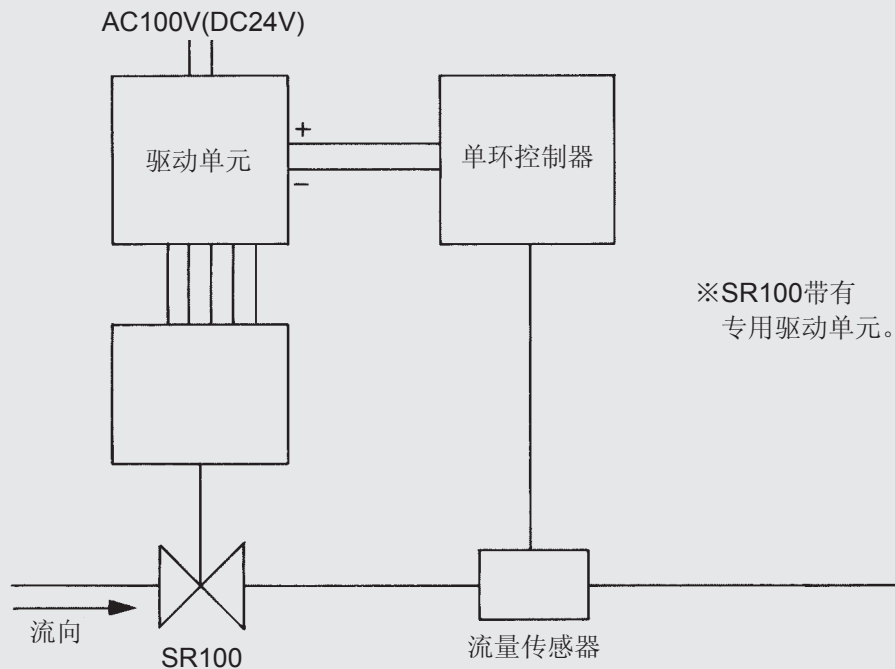 AC100V(DC24V)
驱动单元
+
−
单环控制器
※SR100带有
专用驱动单元。
流向
SR100
流量传感器